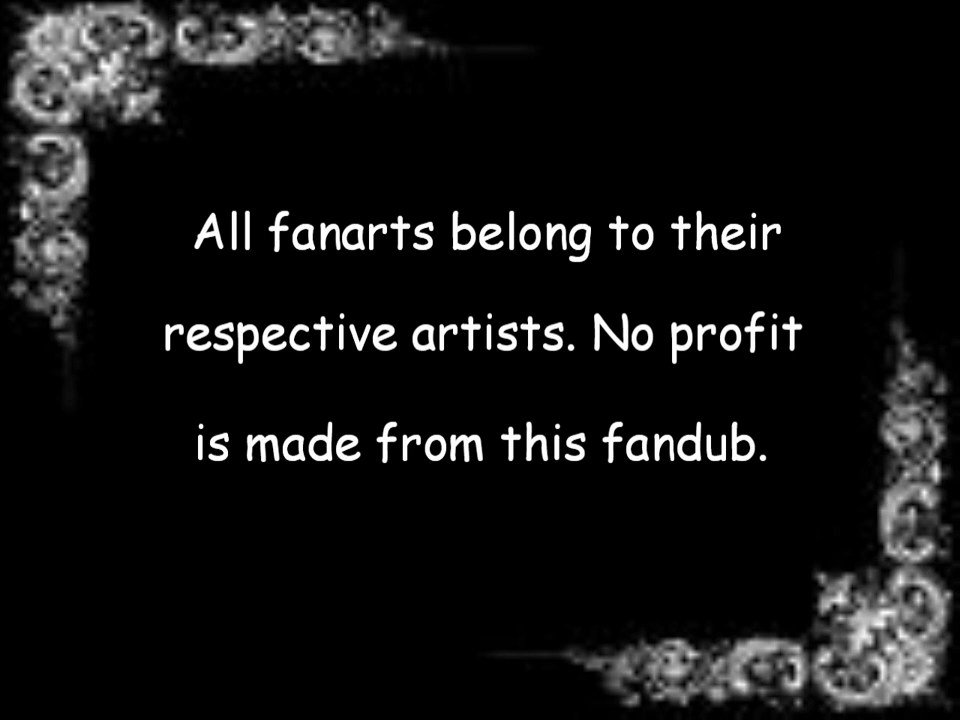 All fanarts belong to their
respective artists. No profit
is made from this fandub.